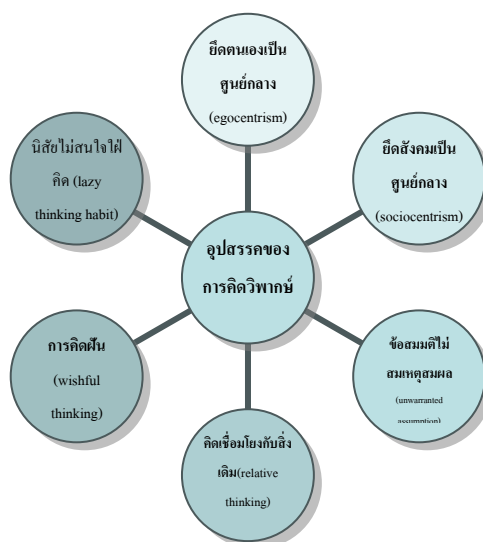 ยึดตนเองเป็น
ศูนย์กลาง
(egocentrism)
ยึดสังคมเป็น
ศูนย์กลาง
(sociocentrism)
ข้อสมมติไม่
สมเหตุสมผล
(unwarranted
assumption)
คิดเชื่อมโยงกับสิ่ง
เดิม(relative
thinking)
การคิดฝัน
(wishful
thinking)
นิสัยไม่สนใจใฝ่
คิด (lazy
thinking habit)
อุปสรรคของ
การคิดวิพากษ์